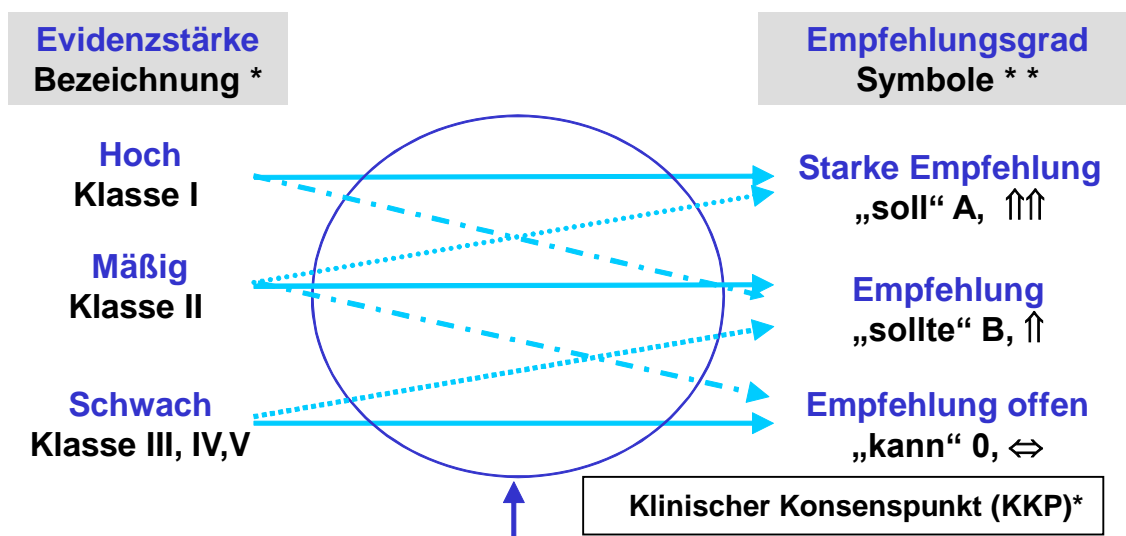 Evidenzstärke
Bezeichnung *
Empfehlungsgrad
Symbole * *
Hoch
Klasse I
Starke Empfehlung
„soll“ A, ⇑⇑
Mäßig
Klasse II
Empfehlung
„sollte“ B, ⇑
Schwach
Klasse III, IV,V
Empfehlung offen
„kann“ 0, ⇔
Klinischer Konsenspunkt (KKP)*